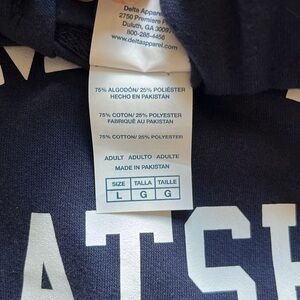 Delta Apparel
2750 Premiere P
Duluth, GA 3009
800-285-4456
www.deltapparel.com
75% ALGODÓN/ 25% POLIÉSTER
HECHO EN PAKISTÁN
75% COTON/ 25% POLYESTER
FABRIQUÉ AU PAKISTAN
75% COTTON/ 25% POLYESTER
ADULT ADULTO ADULTE
MADE IN PAKISTAN
SIZE TALLA TAILLE
L G G
ATSH